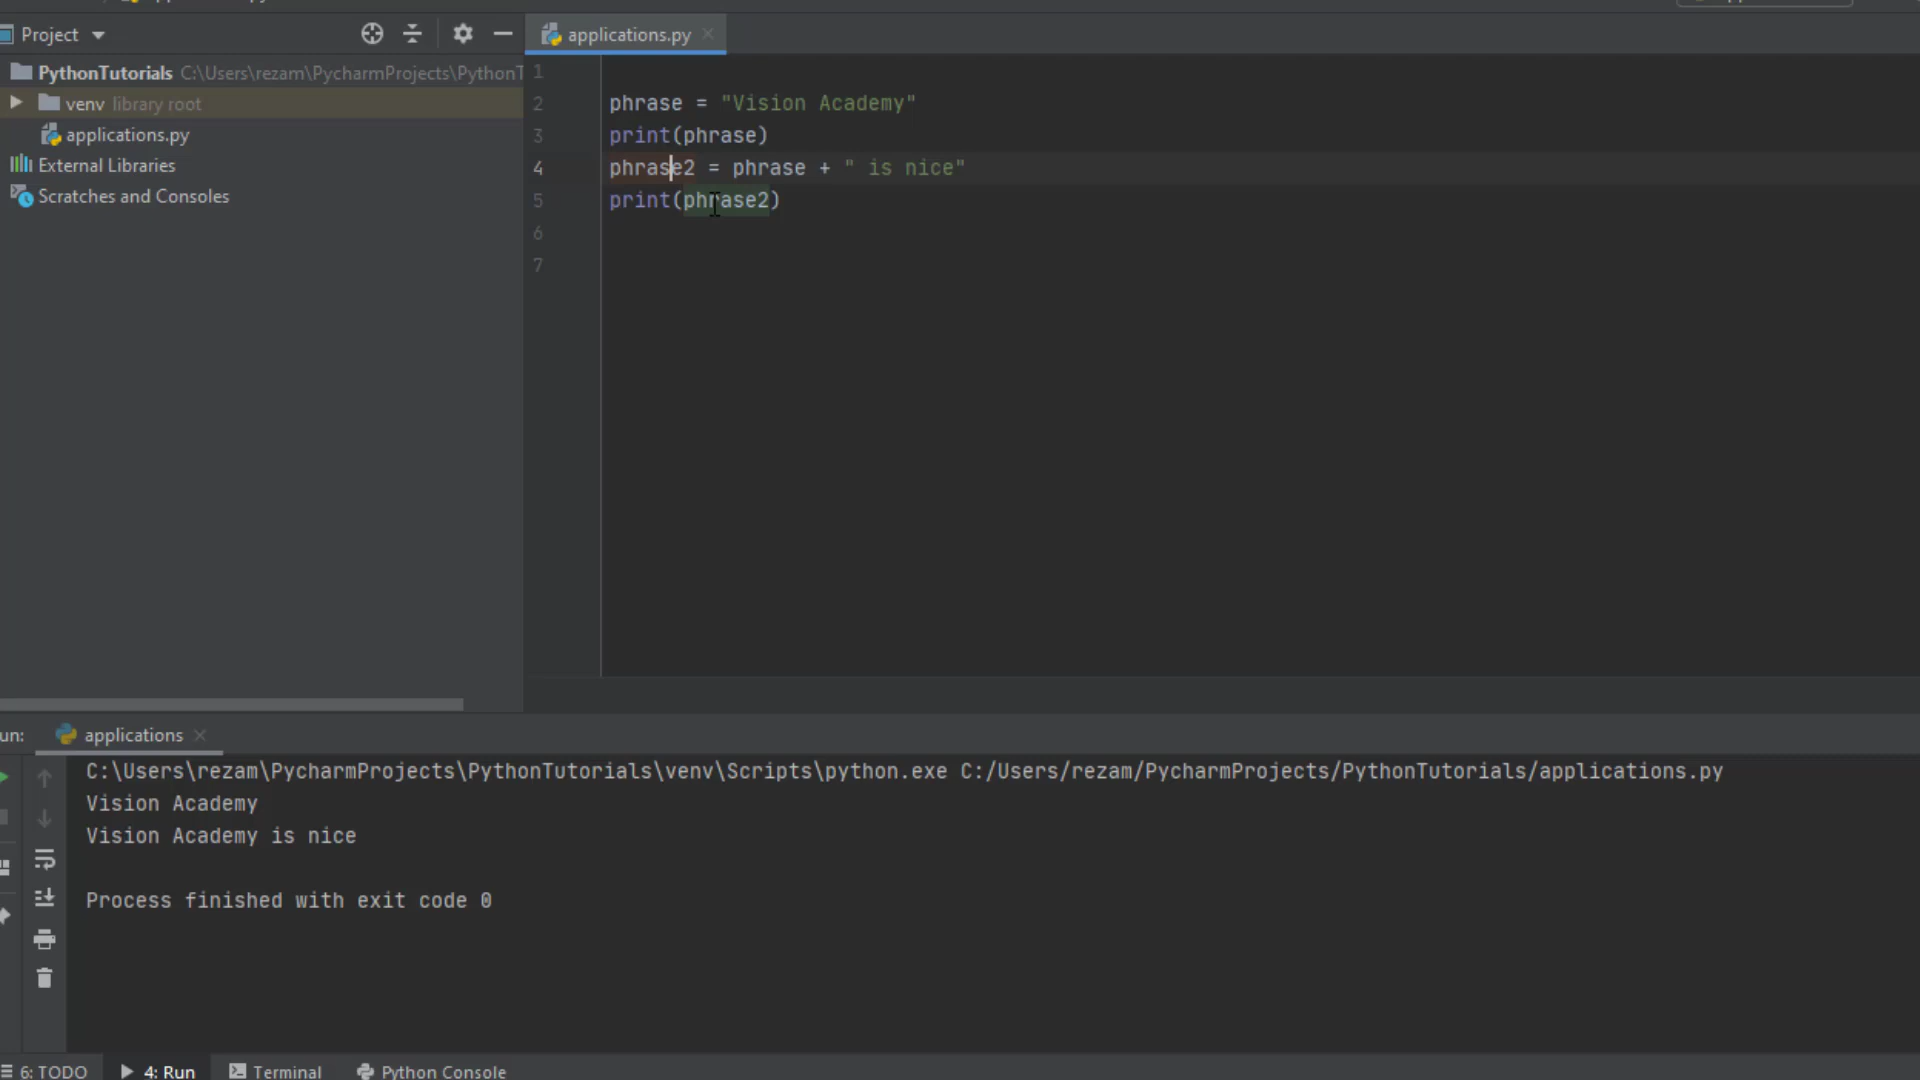 Project
applications.py
PythonTutorials C:\Users\rezam\PycharmProjects\PythonT
venv library root
applications.py
External Libraries
Scratches and Consoles
1
2 phrase = "Vision Academy"
3 print(phrase)
4 phrase2 = phrase + " is nice"
5 print(phrase2)
6
7
un: applications
C:\Users\rezam\PycharmProjects\PythonTutorials\venv\Scripts\python.exe C:/Users/rezam/PycharmProjects/PythonTutorials/applications.py
Vision Academy
Vision Academy is nice
Process finished with exit code 0
6: TODO 4: Run Terminal Python Console